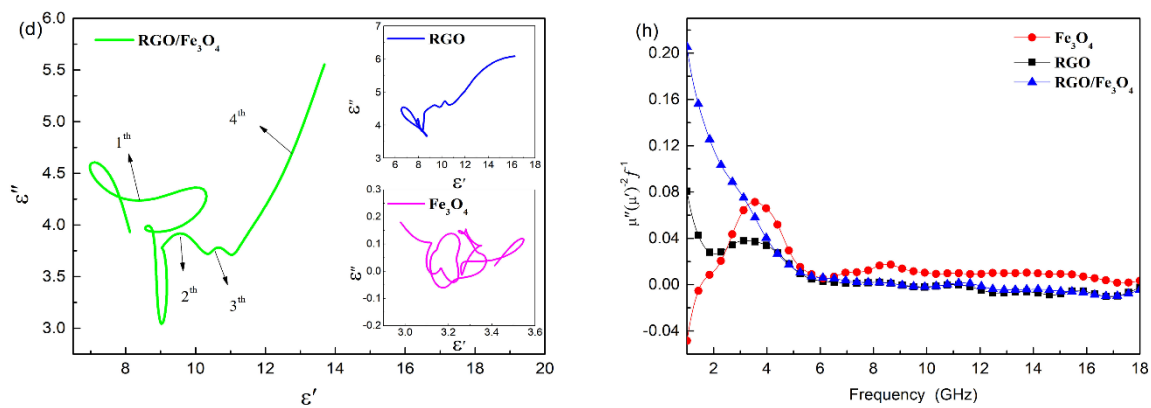 (d)
RGO/Fe₃O₄
ε″
6.0
5.5
5.0
4.5
4.0
3.5
3.0
8 10 12 14 16 18 20
ε′
1th
2th
3th
4th
RGO
ε″
7
6
5
4
3
6 8 10 12 14 16 18
ε′
Fe₃O₄
ε″
0.3
0.2
0.1
0.0
-0.1
-0.2
3.0 3.2 3.4 3.6
ε′
(h)
Fe₃O₄
RGO
RGO/Fe₃O₄
μ″(μ′)⁻²f⁻¹
0.20
0.16
0.12
0.08
0.04
0.00
-0.04
2 4 6 8 10 12 14 16 18
Frequency (GHz)